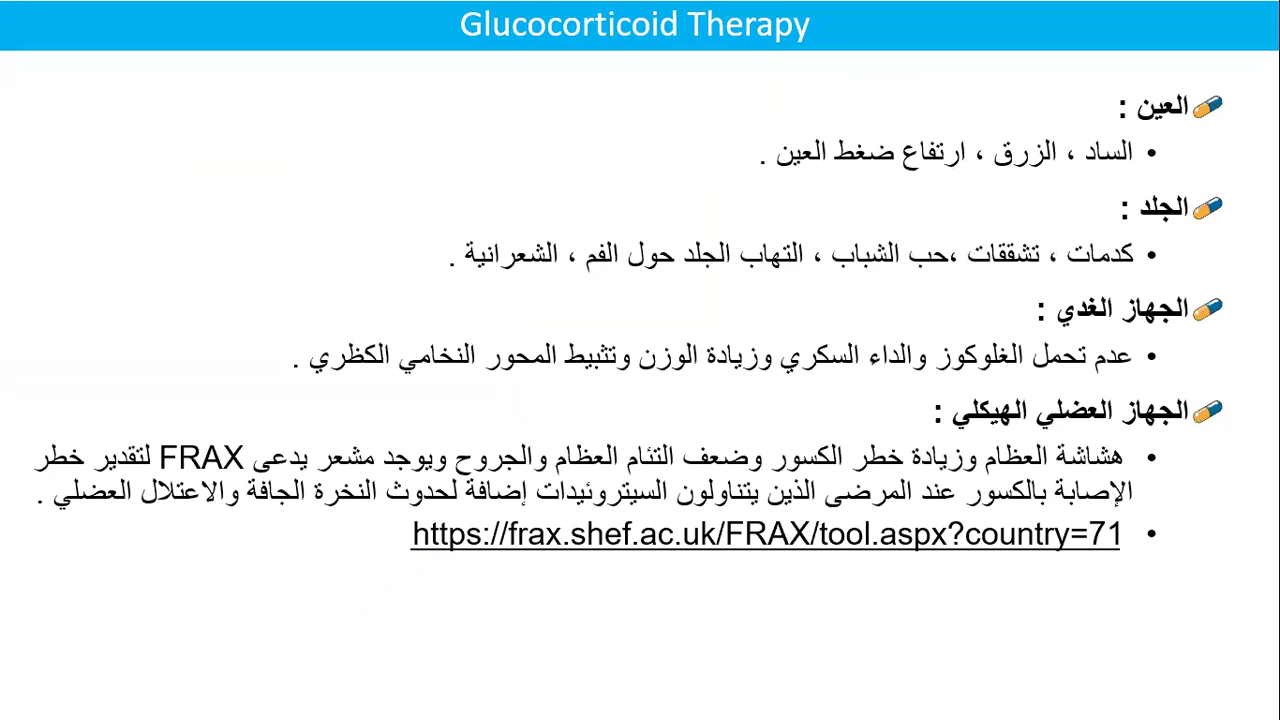 Glucocorticoid Therapy
العين :
• الساد ، الزرق ، ارتفاع ضغط العين .
الجلد :
• كدمات ، تشققات ،حب الشباب ، التهاب الجلد حول الفم ، الشعرانية .
الجهاز الغدي :
• عدم تحمل الغلوكوز والداء السكري وزيادة الوزن وتثبيط المحور النخامي الكظري .
الجهاز العضلي الهيكلي :
• هشاشة العظام وزيادة خطر الكسور وضعف التئام العظام والجروح ويوجد مشعر يدعى FRAX لتقدير خطر
الإصابة بالكسور عند المرضى الذين يتناولون السيتروئيدات إضافة لحدوث النخرة الجافة والاعتلال العضلي .
• https://frax.shef.ac.uk/FRAX/tool.aspx?country=71